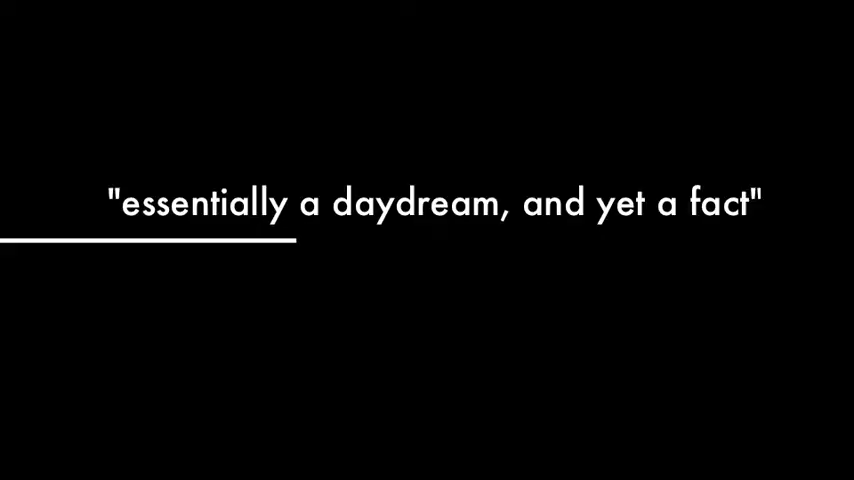 "essentially a daydream, and yet a fact"